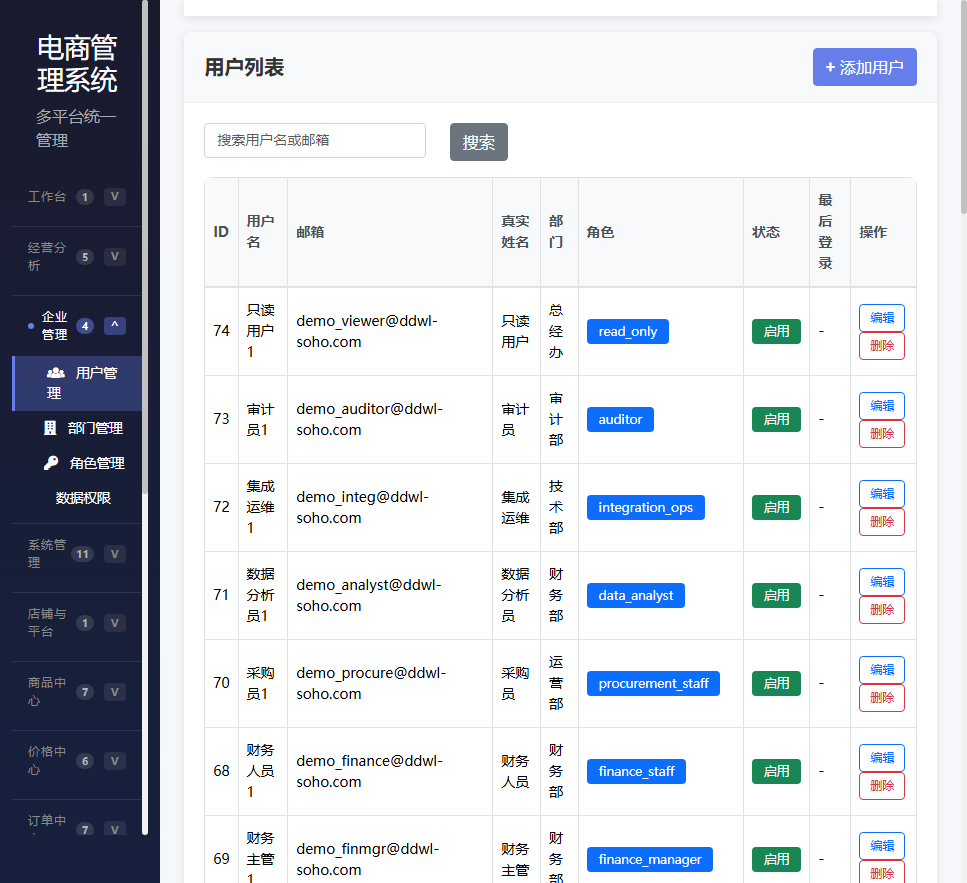 电商管
理系统
多平台统一
管理
工作台 1 V
经营分
析 5 V
企业
管理 4 ^
用户管
理
部门管理
角色管理
数据权限
系统管
理 11 V
店铺与
平台 1 V
商品中
心 7 V
价格中
心 6 V
订单中
7 V
用户列表
+ 添加用户
搜索用户名或邮箱
搜索
ID
用户
名
邮箱
真实
姓名
部
门
角色
状态
最
后
登
录
操作
74
只读
用户
1
demo_viewer@ddwl-
soho.com
只读
用户
总
经
办
read_only
启用
-
编辑
删除
73
审计
员1
demo_auditor@ddwl-
soho.com
审计
员
审
计
部
auditor
启用
-
编辑
删除
72
集成
运维
1
demo_integ@ddwl-
soho.com
集成
运维
技
术
部
integration_ops
启用
-
编辑
删除
71
数据
分析
员1
demo_analyst@ddwl-
soho.com
数据
分析
员
财
务
部
data_analyst
启用
-
编辑
删除
70
采购
员1
demo_procure@ddwl-
soho.com
采购
员
运
营
部
procurement_staff
启用
-
编辑
删除
68
财务
人员
1
demo_finance@ddwl-
soho.com
财务
人员
财
务
部
finance_staff
启用
-
编辑
删除
69
财务
主管
1
demo_finmgr@ddwl-
soho.com
财务
主管
财
务
部
finance_manager
启用
-
编辑
删除